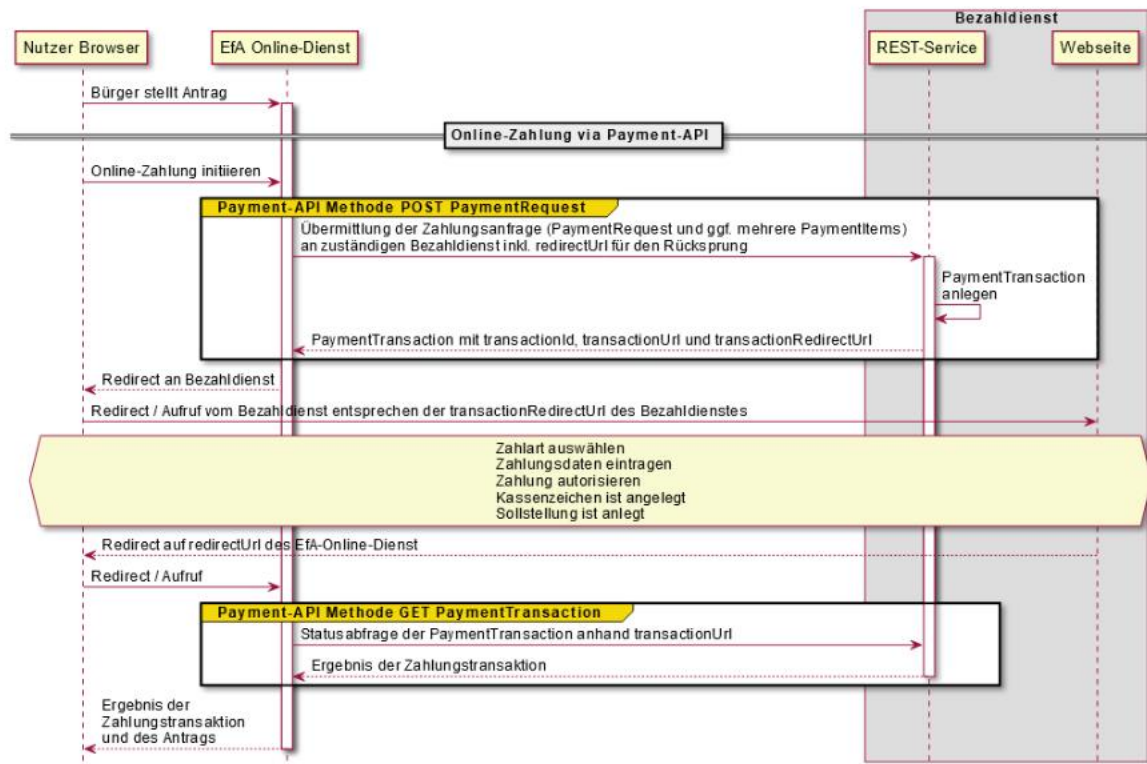 Bezahldienst
Nutzer Browser
EfA Online-Dienst
REST-Service
Webseite
Bürger stellt Antrag
Online-Zahlung via Payment-API
Online-Zahlung initiieren
Payment-API Methode POST PaymentRequest
Übermittlung der Zahlungsanfrage (PaymentRequest und ggf. mehrere PaymentItems)
an zuständigen Bezahldienst inkl. redirectUrl für den Rücksprung
PaymentTransaction
anlegen
PaymentTransaction mit transactionId, transactionUrl und transactionRedirectUrl
Redirect an Bezahldienst
Redirect / Aufruf vom Bezahldienst entsprechen der transactionRedirectUrl des Bezahldienstes
Zahlart auswählen
Zahlungsdaten eintragen
Zahlung autorisieren
Kassenzeichen ist angelegt
Sollstellung ist anlegt
Redirect auf redirectUrl des EfA-Online-Dienst
Redirect / Aufruf
Payment-API Methode GET PaymentTransaction
Statusabfrage der PaymentTransaction anhand transactionUrl
Ergebnis der Zahlungstransaktion
Ergebnis der
Zahlungstransaktion
und des Antrags